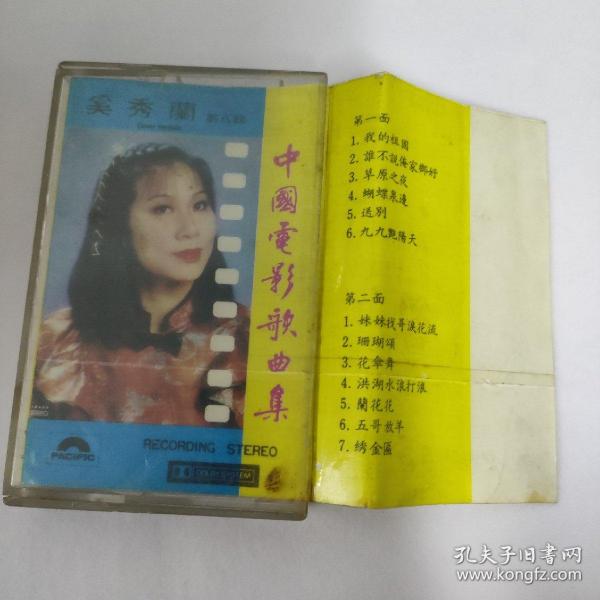 奚秀蘭
第八輯
Cover Version
中國電影歌曲集
RECORDING STEREO
PACIFIC
DOLBY SYSTEM
第一面
1. 我的祖國
2. 誰不說俺家鄉好
3. 草原之夜
4. 蝴蝶泉邊
5. 送別
6. 九九艷陽天
第二面
1. 妹妹找哥淚花流
2. 珊瑚頌
3. 花傘舞
4. 洪湖水浪打浪
5. 蘭花花
6. 五哥放羊
7. 綉金區
孔夫子旧书网
www.kongfz.com